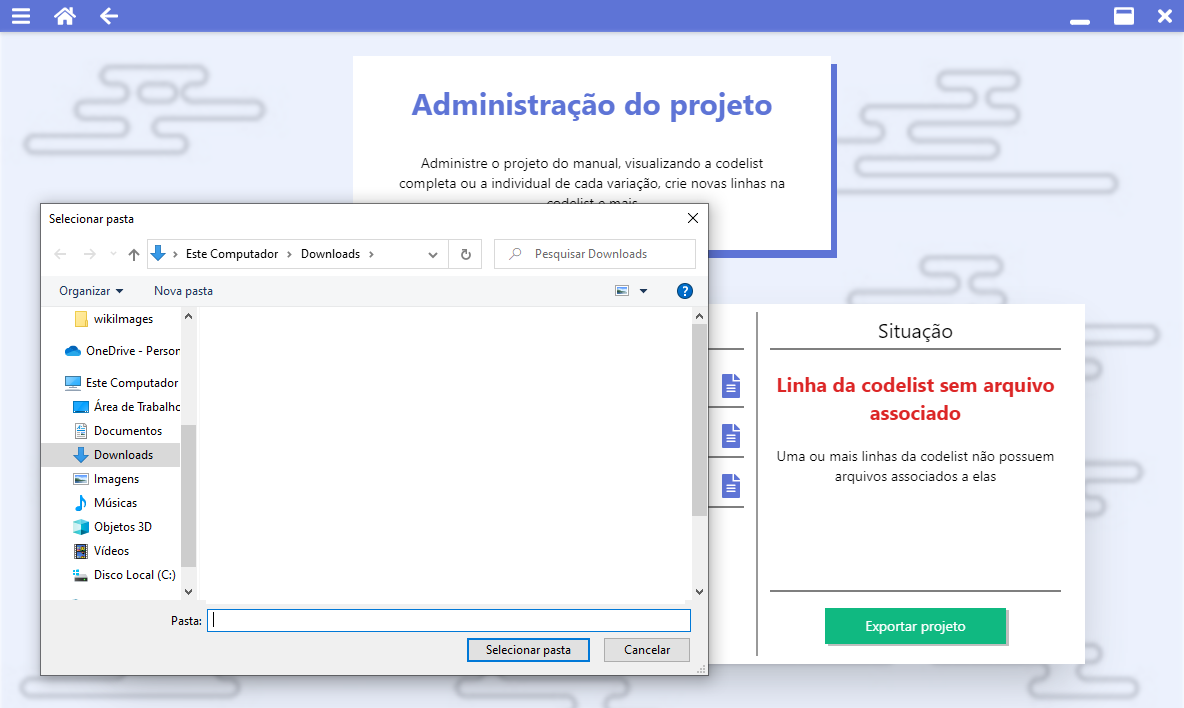 Administração do projeto
Administre o projeto do manual, visualizando a codelist
completa ou a individual de cada variação, crie novas linhas na
codelist e mais
Selecionar pasta
Este Computador
Downloads
Pesquisar Downloads
Organizar
Nova pasta
?
wikiImages
OneDrive - Person
Este Computador
Área de Trabalho
Documentos
Downloads
Imagens
Músicas
Objetos 3D
Vídeos
Disco Local (C:)
Pasta:
Selecionar pasta
Cancelar
Situação
Linha da codelist sem arquivo
associado
Uma ou mais linhas da codelist não possuem
arquivos associados a elas
Exportar projeto